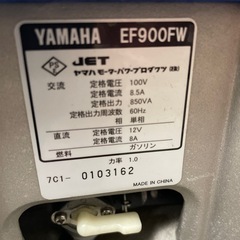 YAMAHA EF900FW
PS E
JET
ヤマハモーターパワープロダクツ(株)
交流 定格電圧 100V
定格電流 8.5A
定格出力 850VA
定格出力周波数 60Hz
相 単相
直流 定格電圧 12V
定格電流 8A
燃料 ガソリン
力率 1.0
7C1- 0103162
MADE IN CHINA